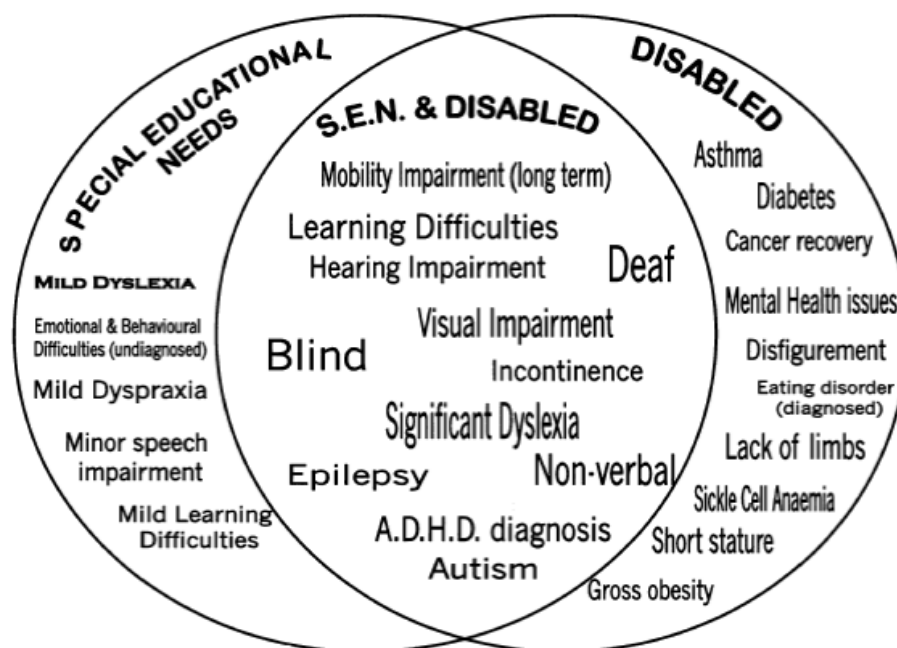 SPECIAL EDUCATIONAL
NEEDS
MILD DYSLEXIA
Emotional & Behavioural
Difficulties (undiagnosed)
Mild Dyspraxia
Minor speech
impairment
Mild Learning
Difficulties
S.E.N. & DISABLED
Mobility Impairment (long term)
Learning Difficulties
Hearing Impairment
Deaf
Visual Impairment
Blind
Incontinence
Significant Dyslexia
Epilepsy
Non-verbal
A.D.H.D. diagnosis
Autism
DISABLED
Asthma
Diabetes
Cancer recovery
Mental Health issues
Disfigurement
Eating disorder
(diagnosed)
Lack of limbs
Sickle Cell Anaemia
Short stature
Gross obesity